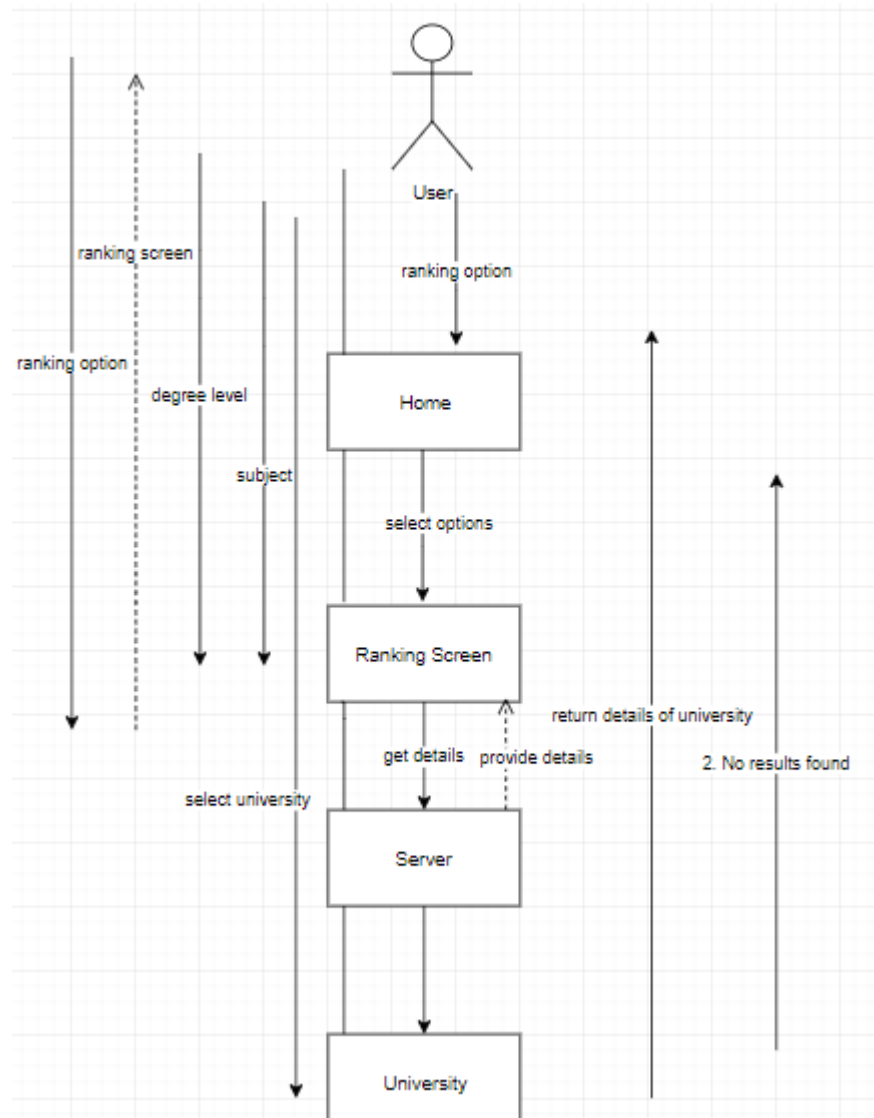 User
ranking screen
ranking option
ranking option
degree level
Home
subject
select options
Ranking Screen
return details of university
get details
provide details
2. No results found
select university
Server
University